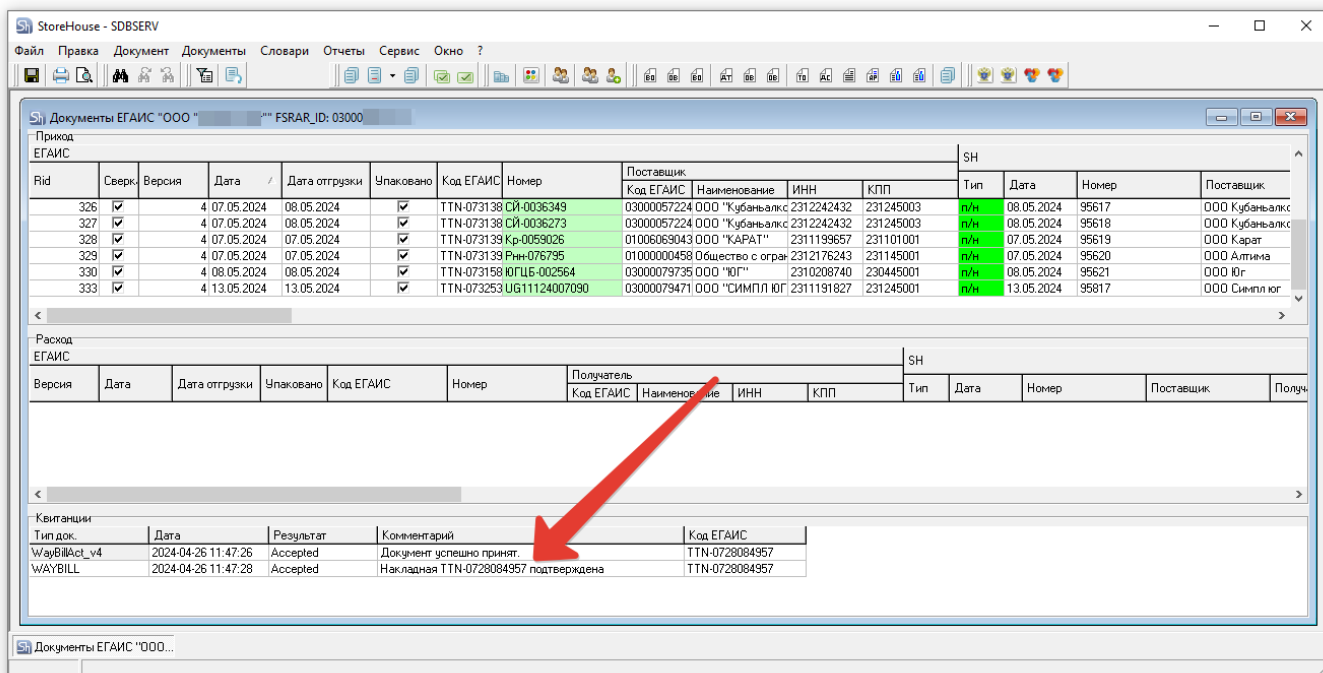 StoreHouse - SDBSERV
Файл Правка Документ Документы Словари Отчеты Сервис Окно ?
Документы ЕГАИС "ООО " "" FSRAR_ID: 03000
Приход
ЕГАИС SH
Rid Сверка Версия Дата Дата отгрузки Упаковано Код ЕГАИС Номер Поставщик Тип Дата Номер Поставщик
Код ЕГАИС Наименование ИНН КПП
326 4 07.05.2024 08.05.2024 TTN-073138 СЙ-0036349 03000057224 ООО "Кубаньалко 2312242432 231245003 п/н 08.05.2024 95617 ООО Кубаньалко
327 4 07.05.2024 08.05.2024 TTN-073138 СЙ-0036273 03000057224 ООО "Кубаньалко 2312242432 231245003 п/н 08.05.2024 95618 ООО Кубаньалко
328 4 07.05.2024 07.05.2024 TTN-073139 Кр-0059026 01006069043 ООО "КАРАТ" 2311199657 231101001 п/н 07.05.2024 95619 ООО Карат
329 4 07.05.2024 07.05.2024 TTN-073139 Рнн-076795 01000000458 Общество с огран 2312176243 231145001 п/н 07.05.2024 95620 ООО Алтима
330 4 08.05.2024 08.05.2024 TTN-073158 ЮГЦБ-002564 03000079735 ООО "ЮГ" 2310208740 230445001 п/н 08.05.2024 95621 ООО Юг
333 4 13.05.2024 13.05.2024 TTN-073253 UG11124007090 03000079471 ООО "СИМПЛ ЮГ 2311191827 231245001 п/н 13.05.2024 95817 ООО Симпл юг
Расход
ЕГАИС SH
Версия Дата Дата отгрузки Упаковано Код ЕГАИС Номер Получатель Тип Дата Номер Поставщик Получ
Код ЕГАИС Наименование ИНН КПП
Квитанции
Тип док. Дата Результат Комментарий Код ЕГАИС
WayBillAct_v4 2024-04-26 11:47:26 Accepted Документ успешно принят. TTN-0728084957
WAYBILL 2024-04-26 11:47:28 Accepted Накладная TTN-0728084957 подтверждена TTN-0728084957
Документы ЕГАИС "ООО...